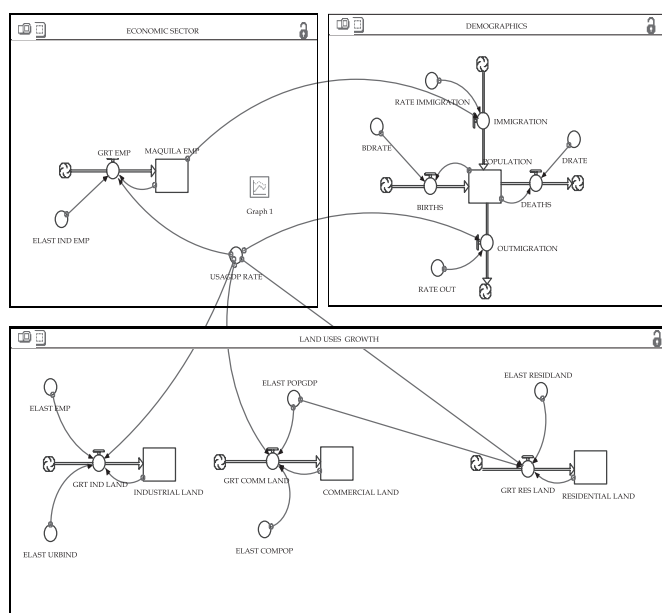 ECONOMIC SECTOR
GRT EMP
MAQUILA EMP
ELAST IND EMP
Graph 1
USAGDP RATE
DEMOGRAPHICS
RATE IMMIGRATION
IMMIGRATION
BDRATE
POPULATION
DRATE
BIRTHS
DEATHS
OUTMIGRATION
RATE OUT
LAND USES GROWTH
ELAST EMP
GRT IND LAND
INDUSTRIAL LAND
ELAST URBIND
ELAST POPGDP
GRT COMM LAND
COMMERCIAL LAND
ELAST COMPOP
ELAST RESIDLAND
GRT RES LAND
RESIDENTIAL LAND